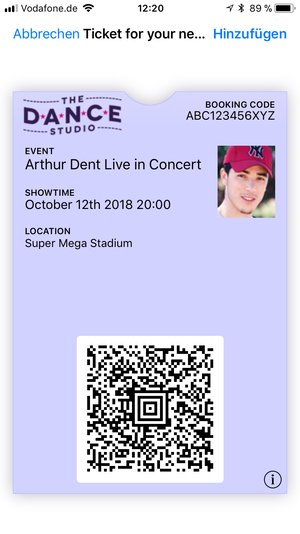 Vodafone.de
12:20
89 %
Abbrechen
Ticket for your ne...
Hinzufügen
THE
DANCE
STUDIO
BOOKING CODE
ABC123456XYZ
EVENT
Arthur Dent Live in Concert
SHOWTIME
October 12th 2018 20:00
LOCATION
Super Mega Stadium